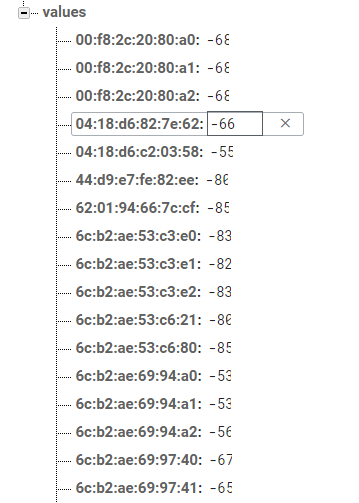 values
00:f8:2c:20:80:a0: -68
00:f8:2c:20:80:a1: -68
00:f8:2c:20:80:a2: -68
04:18:d6:82:7e:62: -66 ×
04:18:d6:c2:03:58: -55
44:d9:e7:fe:82:ee: -80
62:01:94:66:7c:cf: -85
6c:b2:ae:53:c3:e0: -83
6c:b2:ae:53:c3:e1: -82
6c:b2:ae:53:c3:e2: -83
6c:b2:ae:53:c6:21: -80
6c:b2:ae:53:c6:80: -85
6c:b2:ae:69:94:a0: -53
6c:b2:ae:69:94:a1: -53
6c:b2:ae:69:94:a2: -56
6c:b2:ae:69:97:40: -67
6c:b2:ae:69:97:41: -65